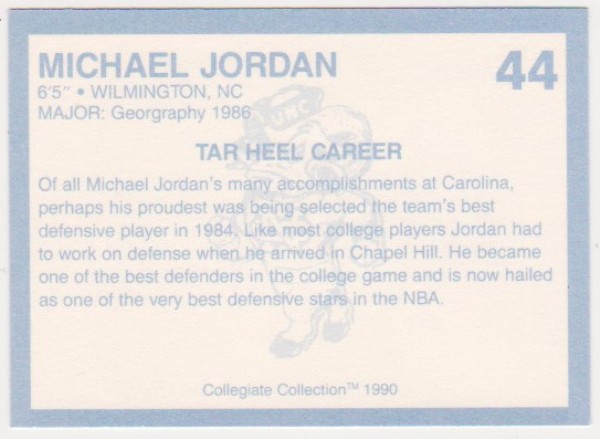 MICHAEL JORDAN
44
6'5" • WILMINGTON, NC
MAJOR: Georgraphy 1986
UNC
TAR HEEL CAREER
Of all Michael Jordan's many accomplishments at Carolina,
perhaps his proudest was being selected the team's best
defensive player in 1984. Like most college players Jordan had
to work on defense when he arrived in Chapel Hill. He became
one of the best defenders in the college game and is now hailed
as one of the very best defensive stars in the NBA.
Collegiate Collection™ 1990